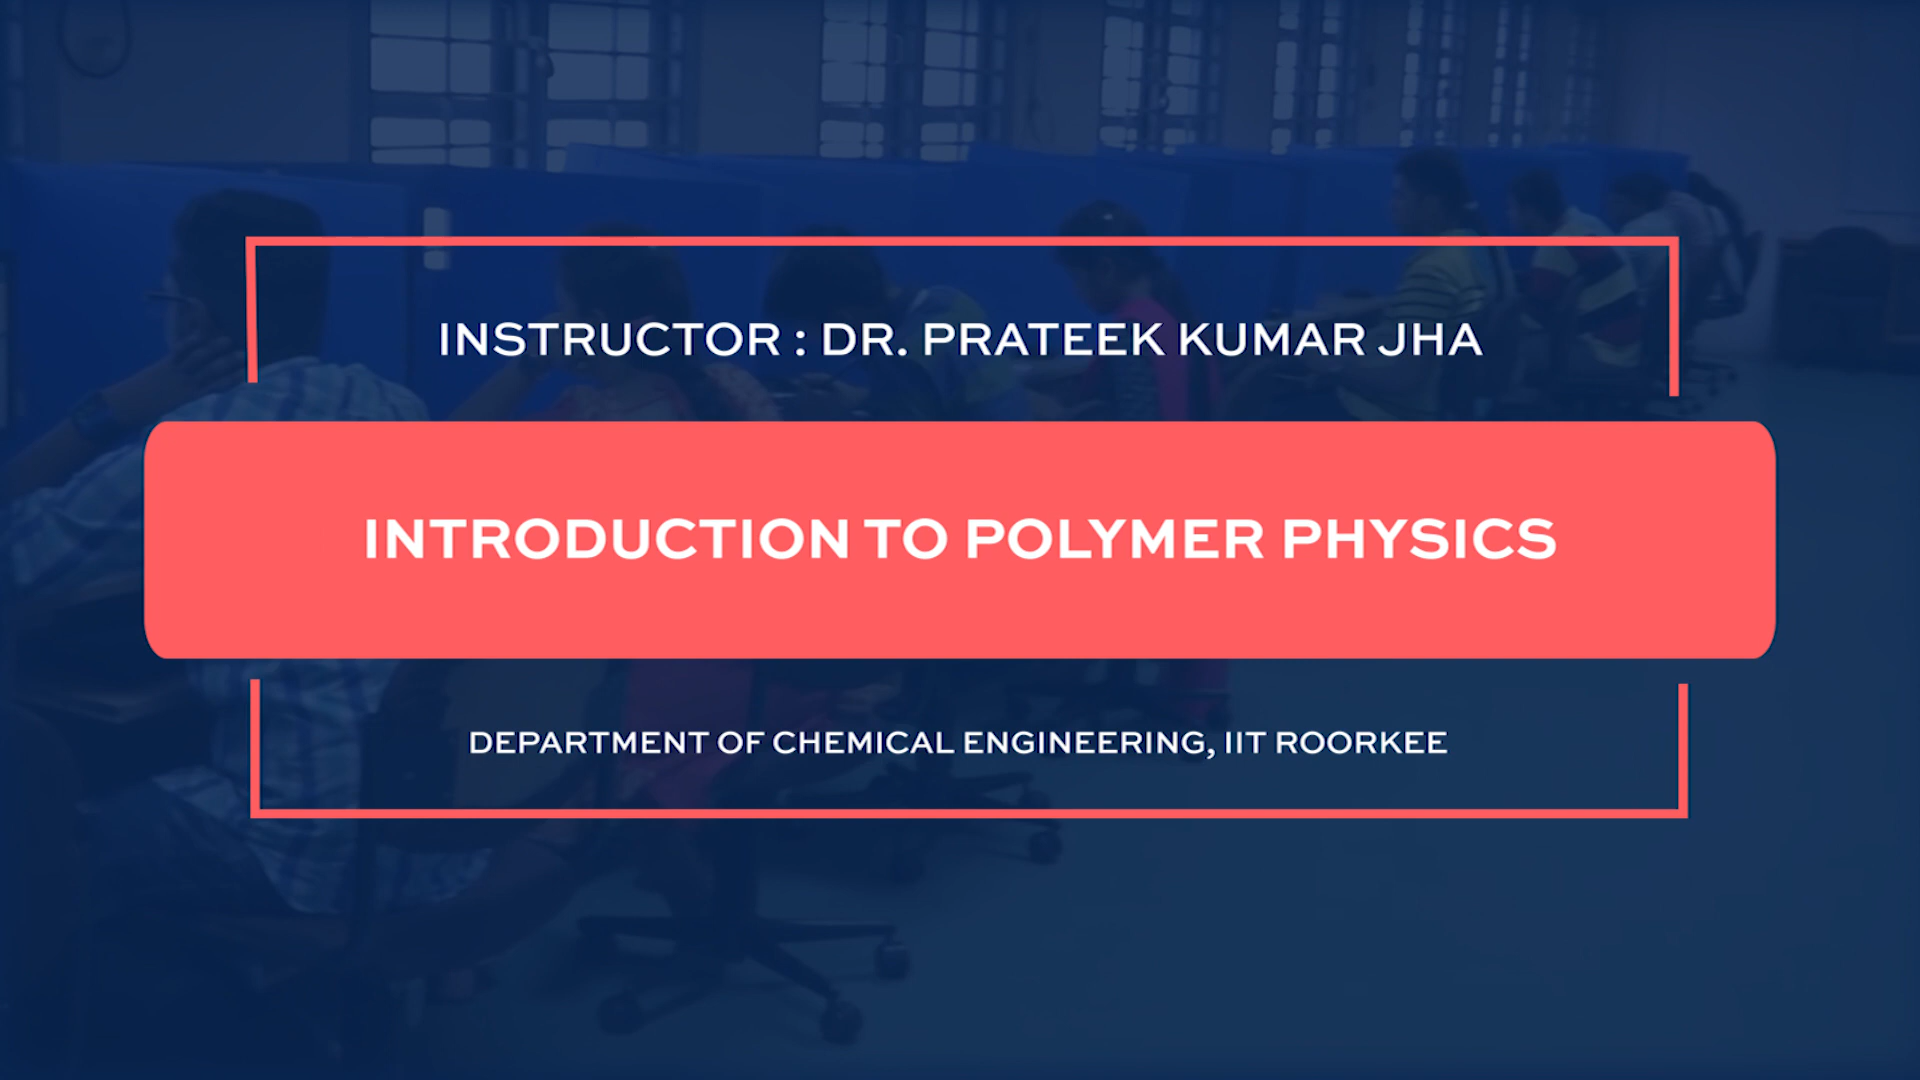 INSTRUCTOR : DR. PRATEEK KUMAR JHA
INTRODUCTION TO POLYMER PHYSICS
DEPARTMENT OF CHEMICAL ENGINEERING, IIT ROORKEE